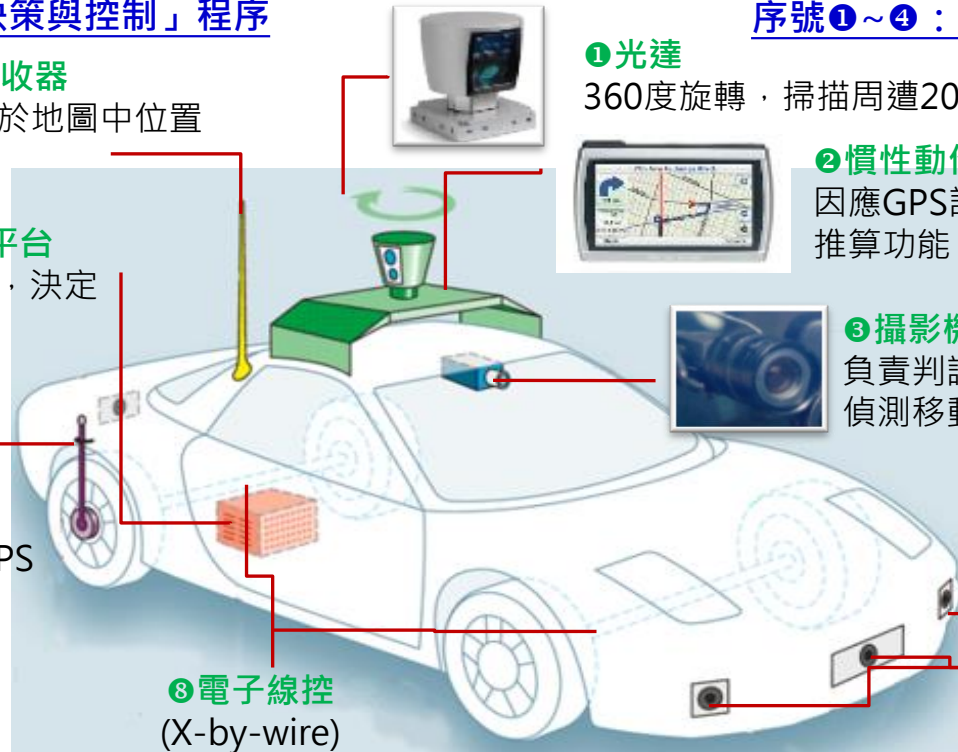 決策與控制」程序
序號❶~❹：
收器
於地圖中位置
❶光達
360度旋轉，掃描周遭20
❷慣性動
因應GPS
推算功能
平台
，決定
❸攝影機
負責判
偵測移動
PS
❽電子線控
(X-by-wire)